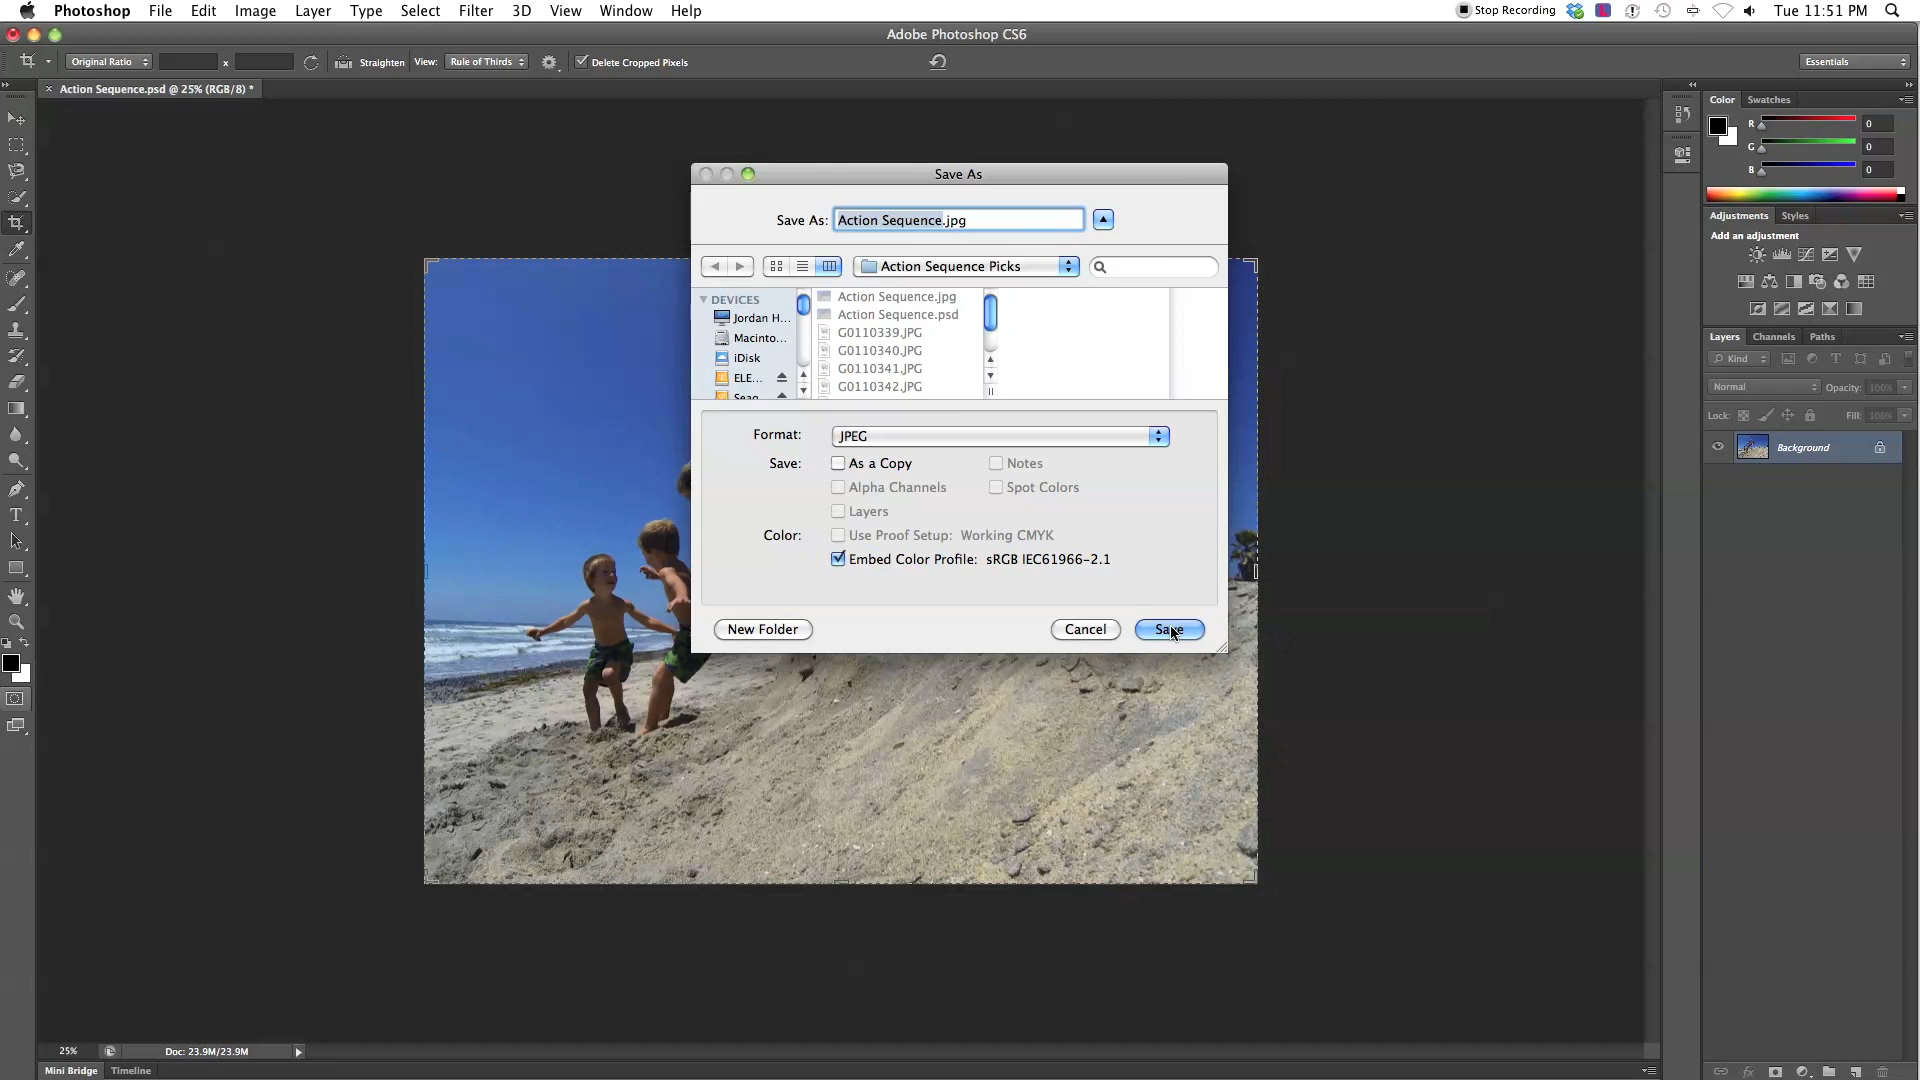 Photoshop File Edit Image Layer Type Select Filter 3D View Window Help Stop Recording Tue 11:51 PM
Adobe Photoshop CS6
Original Ratio x Straighten View: Rule of Thirds Delete Cropped Pixels Essentials
Action Sequence.psd @ 25% (RGB/8) *
Color Swatches
R 0
G 0
B 0
Adjustments Styles
Add an adjustment
Layers Channels Paths
Kind
Normal Opacity: 100%
Lock: Fill: 100%
Background
Save As
Save As: Action Sequence.jpg
Action Sequence Picks
DEVICES
Jordan H...
Macinto...
iDisk
ELE...
Seag...
Action Sequence.jpg
Action Sequence.psd
G0110339.JPG
G0110340.JPG
G0110341.JPG
G0110342.JPG
Format: JPEG
Save: As a Copy Notes
Alpha Channels Spot Colors
Layers
Color: Use Proof Setup: Working CMYK
Embed Color Profile: sRGB IEC61966-2.1
New Folder Cancel Save
25% Doc: 23.9M/23.9M
Mini Bridge Timeline